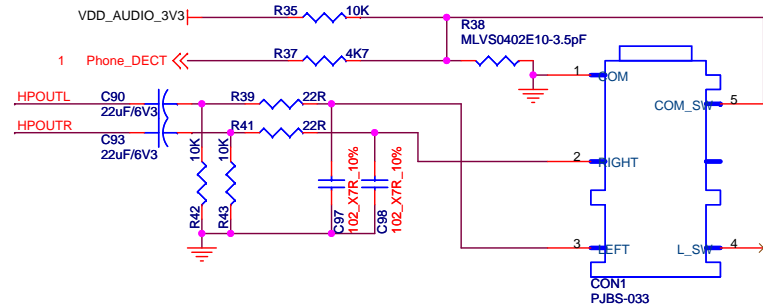 VDD_AUDIO_3V3
R35 10K
R38
MLVS0402E10-3.5pF
1 Phone_DECT
R37 4K7
1 COM
HPOUTL
C90
22uF/6V3
R39 22R
COM_SW 5
HPOUTR
C93
22uF/6V3
R41 22R
10K
10K
2 RIGHT
102_X7R_10%
102_X7R_10%
R42
R43
C97
C98
3 LEFT
L_SW 4
CON1
PJBS-033